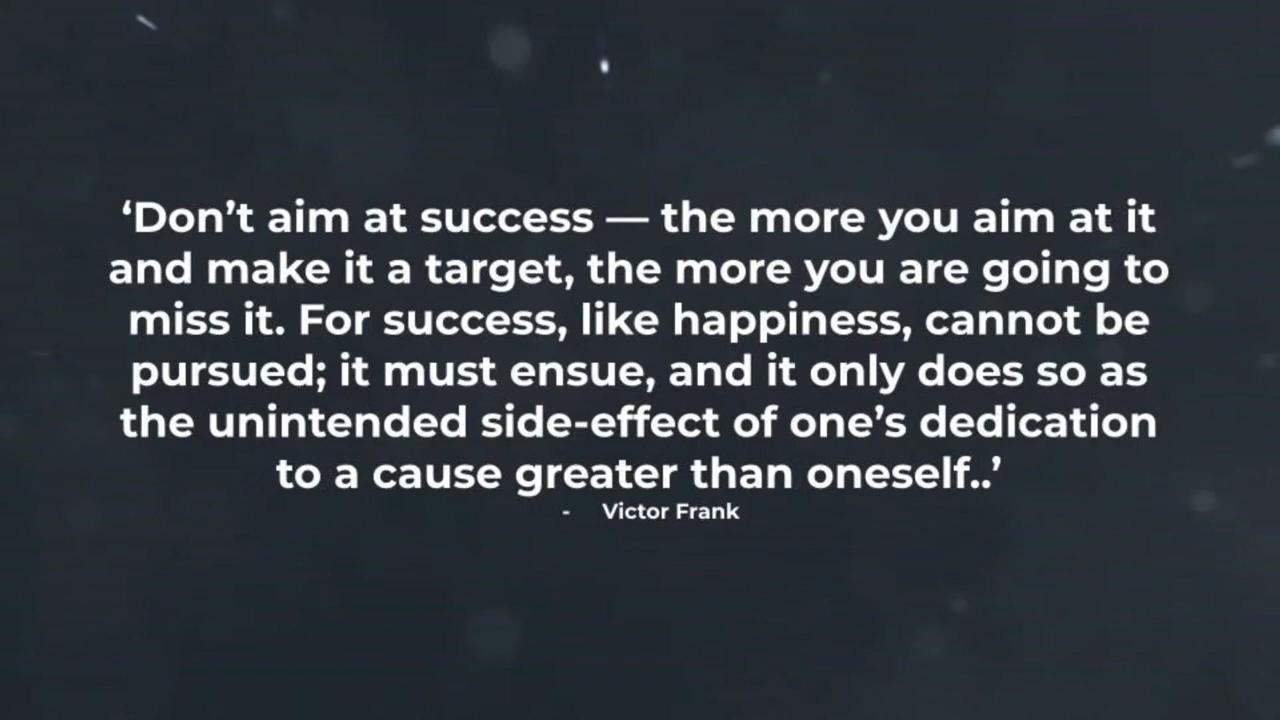 ‘Don’t aim at success — the more you aim at it
and make it a target, the more you are going to
miss it. For success, like happiness, cannot be
pursued; it must ensue, and it only does so as
the unintended side-effect of one’s dedication
to a cause greater than oneself..’
- Victor Frank